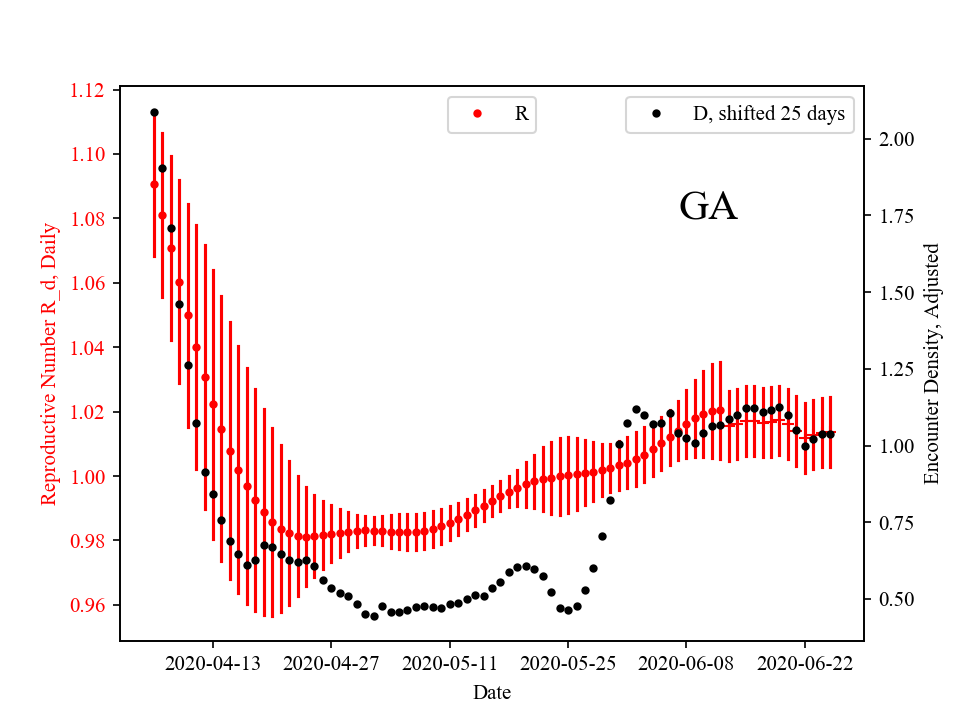 R
D, shifted 25 days
GA
Reproductive Number R_d, Daily
1.12
1.10
1.08
1.06
1.04
1.02
1.00
0.98
0.96
2.00
1.75
1.50
1.25
1.00
0.75
0.50
Encounter Density, Adjusted
2020-04-13 2020-04-27 2020-05-11 2020-05-25 2020-06-08 2020-06-22
Date